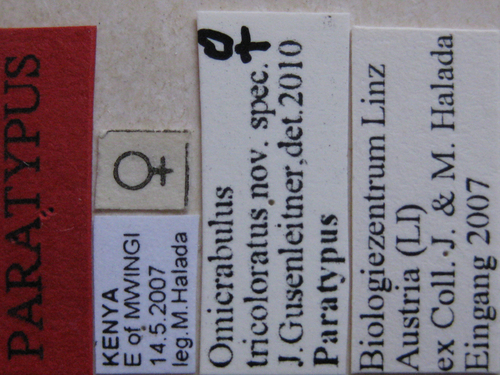 PARATYPUS
♀
KENYA
E of MWINGI
14.5.2007
leg.M.Halada
♀
Omicrabulus
tricoloratus nov. spec.
J.Gusenleitner,det.2010
Paratypus
Biologiezentrum Linz
Austria (LI)
ex Coll. J. & M. Halada
Eingang 2007